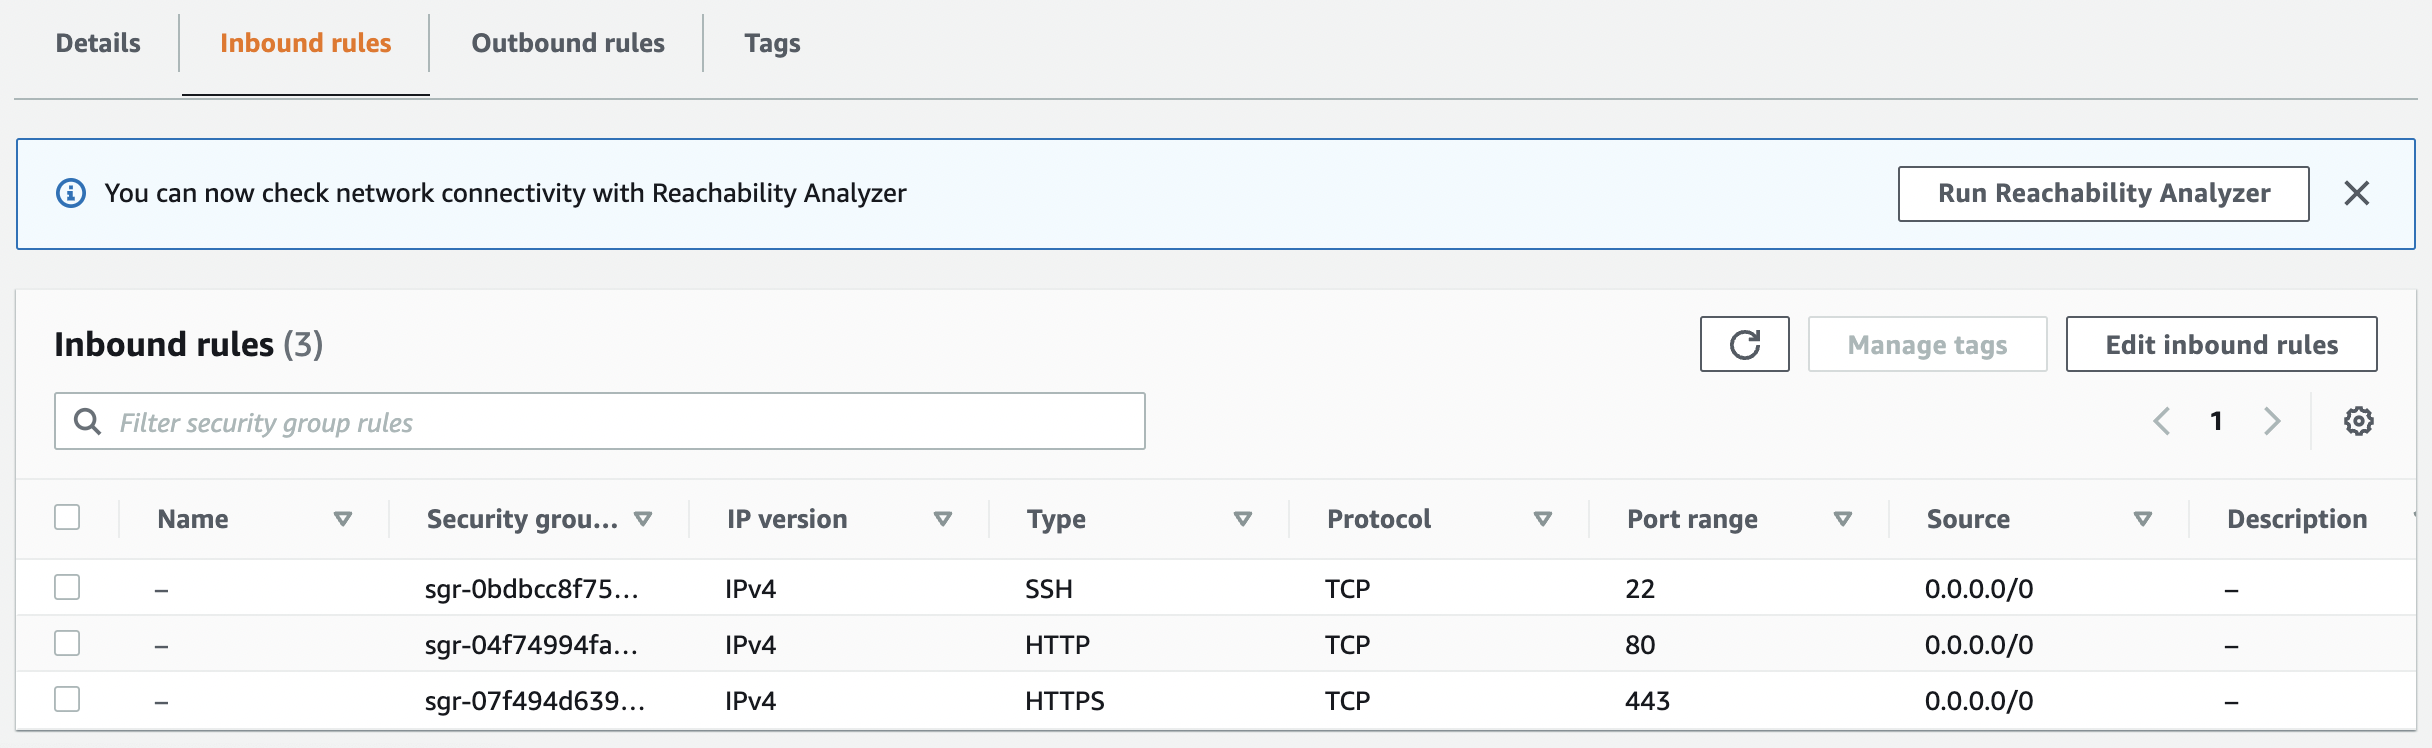 Details Inbound rules Outbound rules Tags
You can now check network connectivity with Reachability Analyzer Run Reachability Analyzer
Inbound rules (3) Manage tags Edit inbound rules
Filter security group rules 1
Name Security grou... IP version Type Protocol Port range Source Description
– sgr-0bdbcc8f75... IPv4 SSH TCP 22 0.0.0.0/0 –
– sgr-04f74994fa... IPv4 HTTP TCP 80 0.0.0.0/0 –
– sgr-07f494d639... IPv4 HTTPS TCP 443 0.0.0.0/0 –